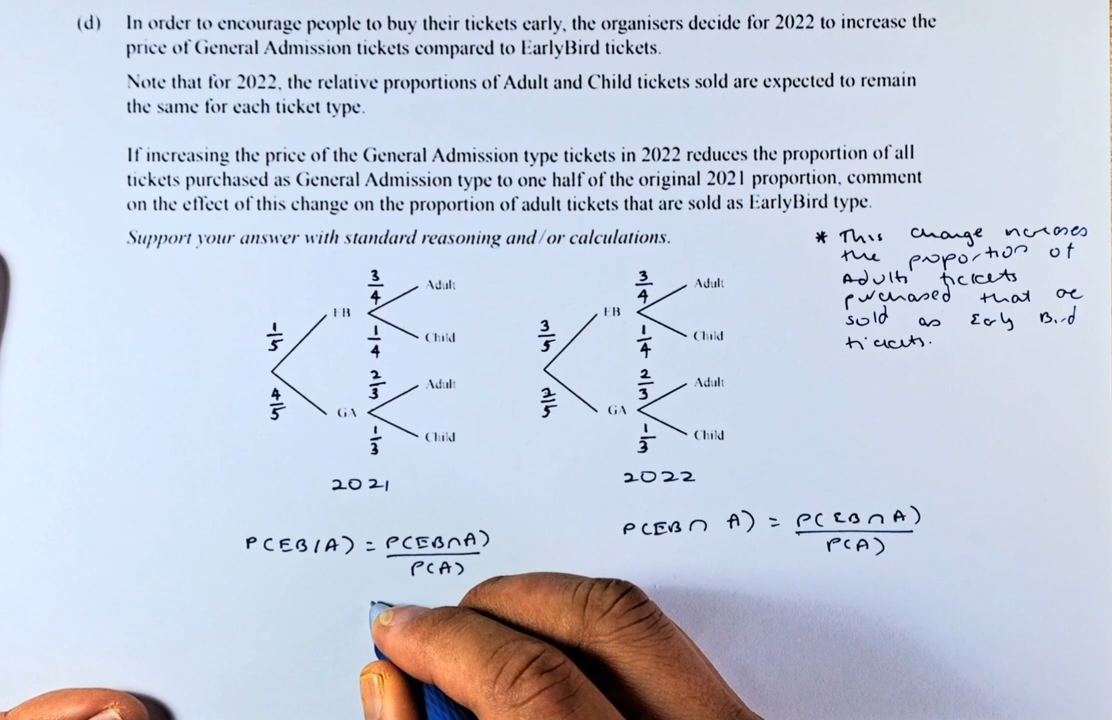 (d) In order to encourage people to buy their tickets early, the organisers decide for 2022 to increase the
price of General Admission tickets compared to EarlyBird tickets.
Note that for 2022, the relative proportions of Adult and Child tickets sold are expected to remain
the same for each ticket type.
If increasing the price of the General Admission type tickets in 2022 reduces the proportion of all
tickets purchased as General Admission type to one half of the original 2021 proportion, comment
on the effect of this change on the proportion of adult tickets that are sold as EarlyBird type.
Support your answer with standard reasoning and/or calculations.
* This change increases
the proportion of
Adults tickets
purchased that are
sold as Early Bird
tickets.
1/5
4/5
EB
GA
3/4
1/4
2/3
1/3
Adult
Child
Adult
Child
2021
3/5
2/5
EB
GA
3/4
1/4
2/3
1/3
Adult
Child
Adult
Child
2022
P(EB/A) = P(EB∩A)
P(A)
P(EB∩ A) = P(EB∩A)
P(A)